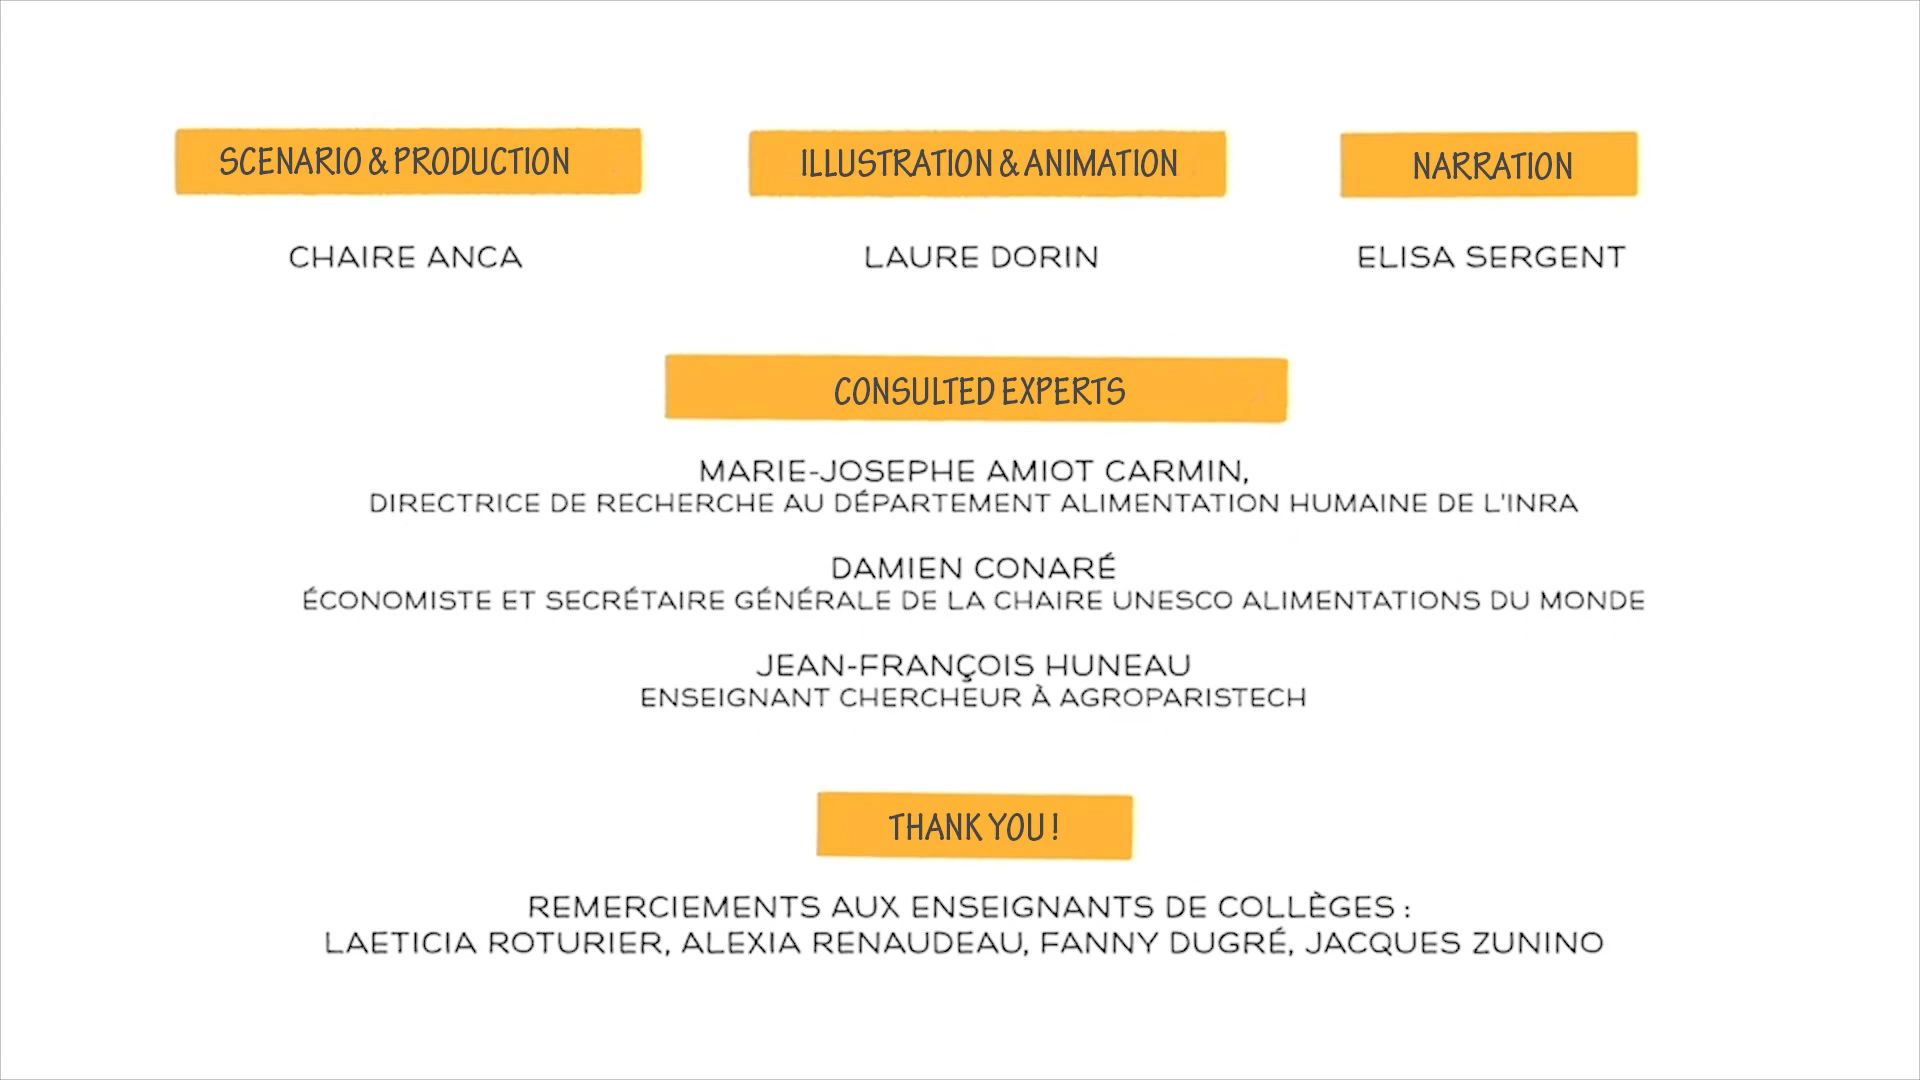 SCENARIO & PRODUCTION
CHAIRE ANCA
ILLUSTRATION & ANIMATION
LAURE DORIN
NARRATION
ELISA SERGENT
CONSULTED EXPERTS
MARIE-JOSEPHE AMIOT CARMIN,
DIRECTRICE DE RECHERCHE AU DÉPARTEMENT ALIMENTATION HUMAINE DE L'INRA
DAMIEN CONARÉ
ÉCONOMISTE ET SECRÉTAIRE GÉNÉRALE DE LA CHAIRE UNESCO ALIMENTATIONS DU MONDE
JEAN-FRANÇOIS HUNEAU
ENSEIGNANT CHERCHEUR À AGROPARISTECH
THANK YOU !
REMERCIEMENTS AUX ENSEIGNANTS DE COLLÈGES :
LAETICIA ROTURIER, ALEXIA RENAUDEAU, FANNY DUGRÉ, JACQUES ZUNINO